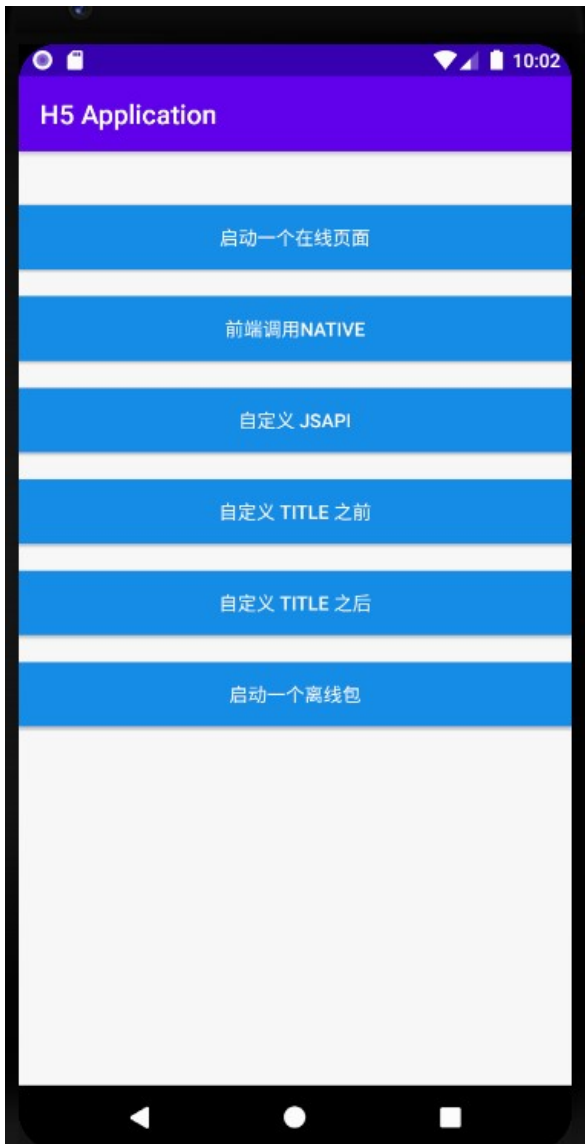 10:02
H5 Application
启动一个在线页面
前端调用NATIVE
自定义 JSAPI
自定义 TITLE 之前
自定义 TITLE 之后
启动一个离线包